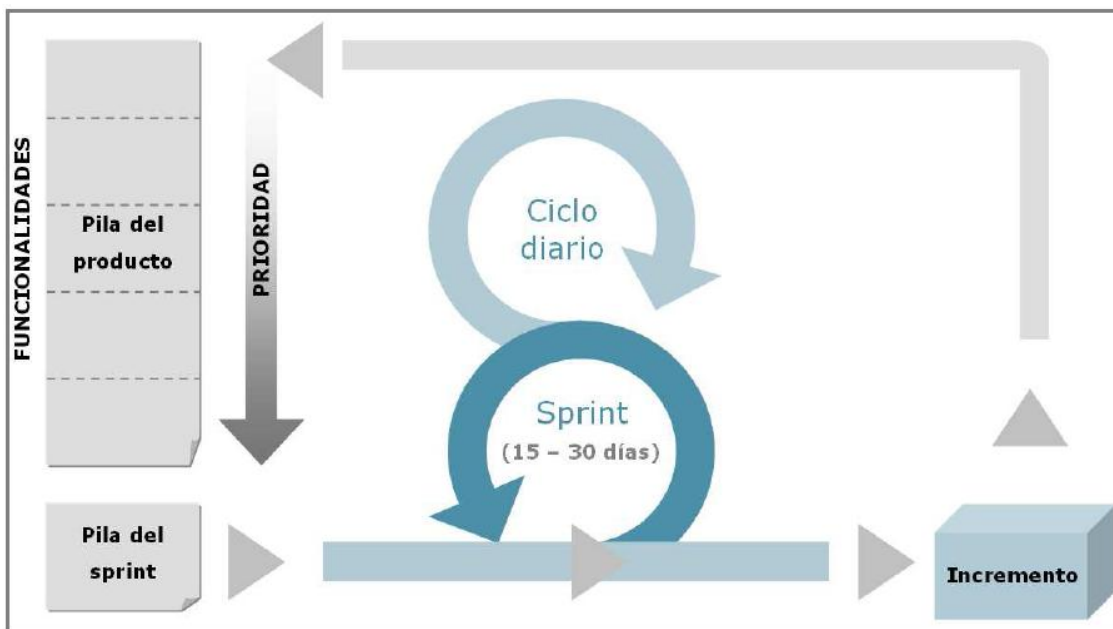 FUNCIONALIDADES
Pila del
producto
PRIORIDAD
Ciclo
diario
Sprint
(15 – 30 días)
Pila del
sprint
Incremento